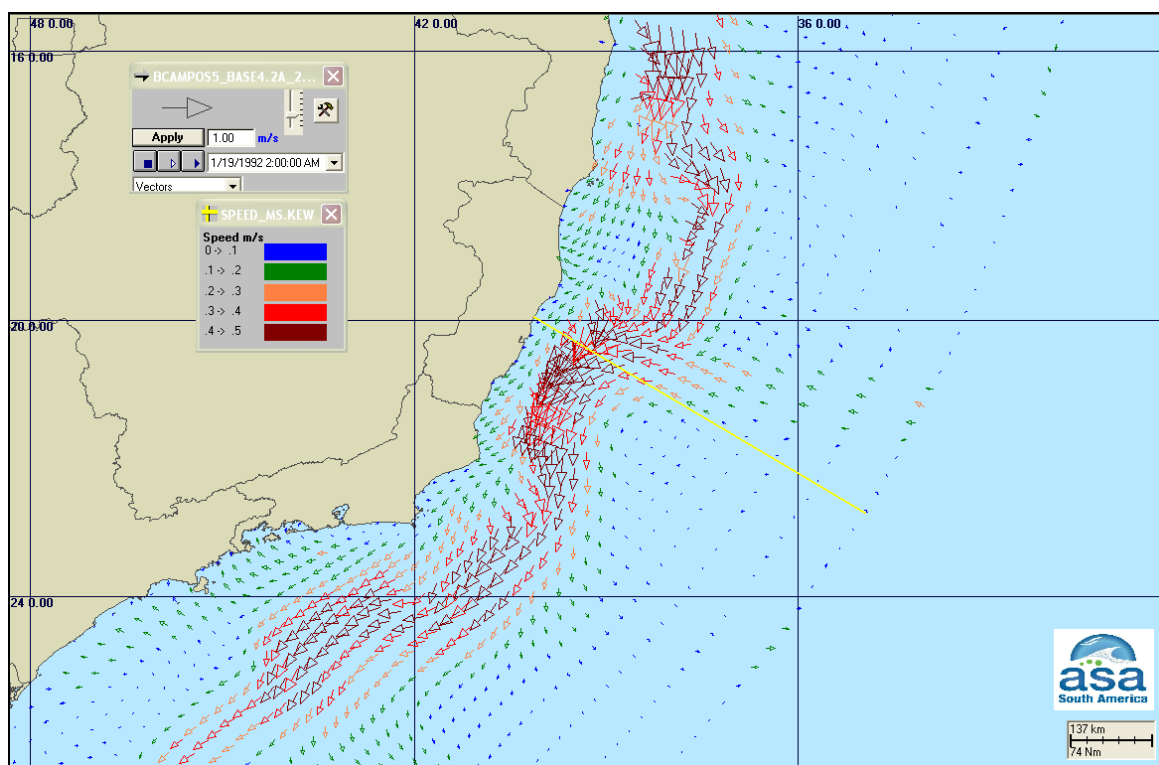 48 0.00
42 0.00
36 0.00
16 0.00
BCAMPOS5_BASE4.2A_2...
Apply
1.00
m/s
1/19/1992 2:00:00 AM
Vectors
SPEED_MS.KEW
Speed m/s
0 -> .1
.1 -> .2
.2 -> .3
.3 -> .4
.4 -> .5
20 0.00
24 0.00
asa
South America
137 km
74 Nm